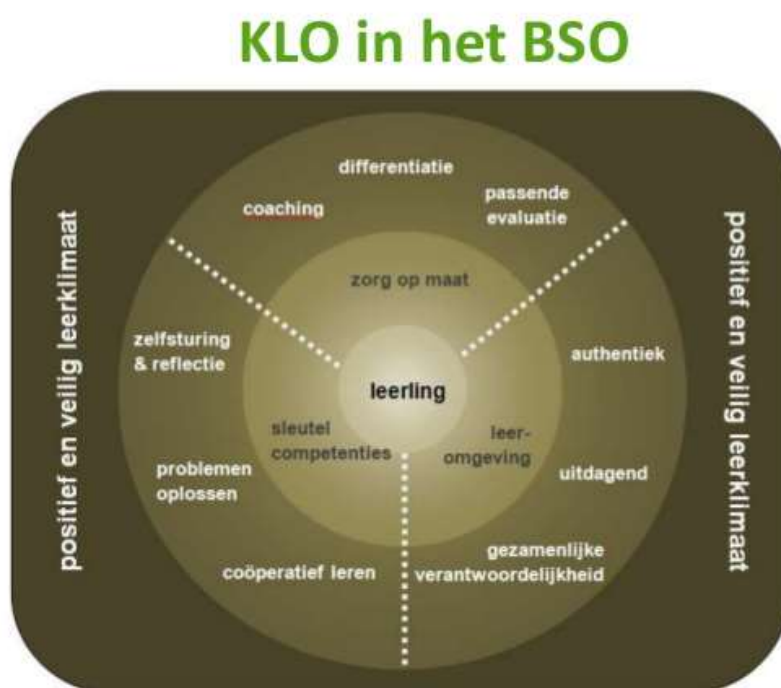 KLO in het BSO
differentiatie
coaching
passende
evaluatie
zorg op maat
zelfsturing
& reflectie
authentiek
leerling
sleutel
competenties
leer-
omgeving
problemen
oplossen
uitdagend
coöperatief leren
gezamenlijke
verantwoordelijkheid
positief en veilig leerklimaat
positief en veilig leerklimaat